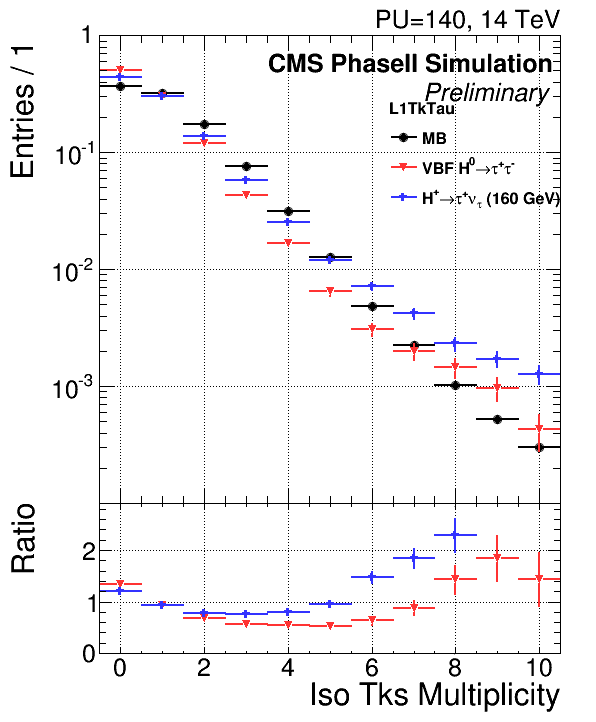 PU=140, 14 TeV
Entries / 1
1
CMS PhaseII Simulation
Preliminary
L1TkTau
MB
VBF H⁰→τ⁺τ⁻
H⁺→τ⁺ντ (160 GeV)
10⁻¹
10⁻²
10⁻³
Ratio
2
1
0
0 2 4 6 8 10
Iso Tks Multiplicity